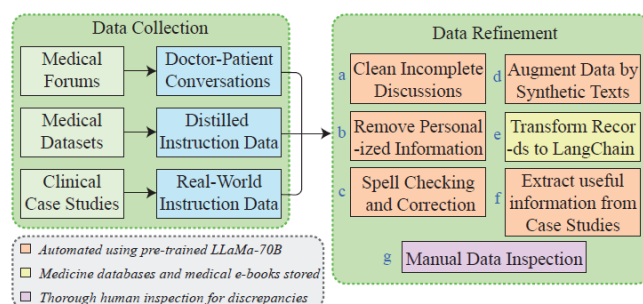 Data Collection
Medical
Forums
Doctor-Patient
Conversations
Medical
Datasets
Distilled
Instruction Data
Clinical
Case Studies
Real-World
Instruction Data
Automated using pre-trained LLaMa-70B
Medicine databases and medical e-books stored
Thorough human inspection for discrepancies
Data Refinement
a
Clean Incomplete
Discussions
b
Remove Personal
-ized Information
c
Spell Checking
and Correction
d
Augment Data by
Synthetic Texts
e
Transform Recor
-ds to LangChain
f
Extract useful
information from
Case Studies
g
Manual Data Inspection